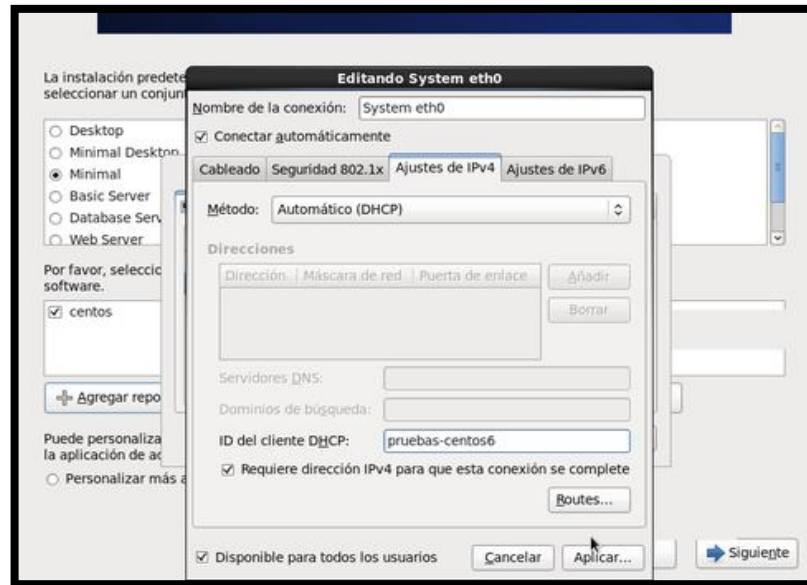 La instalación predete
seleccionar un conjun
Desktop
Minimal Desktop
Minimal
Basic Server
Database Serv
Web Server
Por favor, selecci
software.
centos
Agregar repo
Puede personaliza
la aplicación de ac
Personalizar más a
Editando System eth0
Nombre de la conexión: System eth0
Conectar automáticamente
Cableado Seguridad 802.1x Ajustes de IPv4 Ajustes de IPv6
Método: Automático (DHCP)
Direcciones
Dirección Máscara de red Puerta de enlace Añadir
Borrar
Servidores DNS:
Dominios de búsqueda:
ID del cliente DHCP: pruebas-centos6
Requiere dirección IPv4 para que esta conexión se complete
Routes...
Disponible para todos los usuarios Cancelar Aplicar...
Siguiente